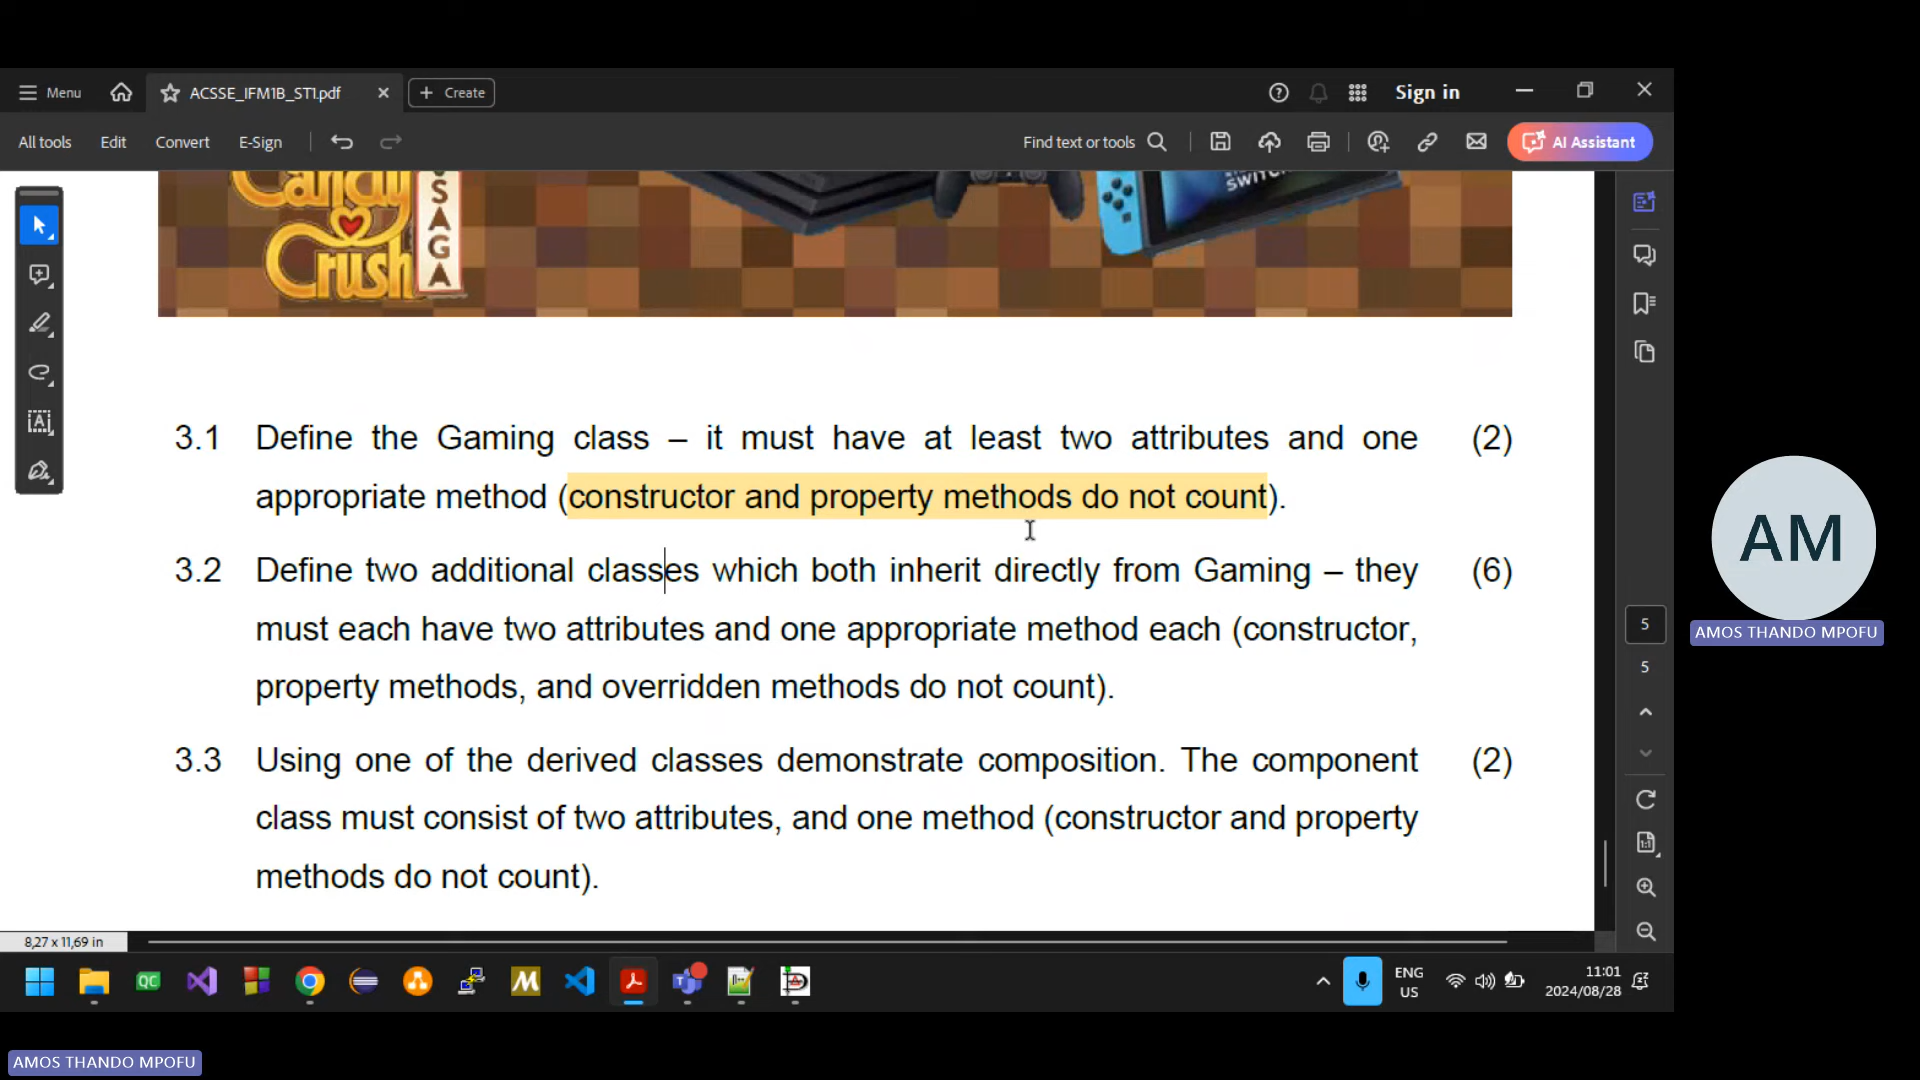 Menu
ACSSE_IFM1B_ST1.pdf
Create
Sign in
All tools
Edit
Convert
E-Sign
Find text or tools
AI Assistant
Candy
Crush
SAGA
SWITCH
3.1 Define the Gaming class – it must have at least two attributes and one (2)
appropriate method (constructor and property methods do not count).
3.2 Define two additional classes which both inherit directly from Gaming – they (6)
must each have two attributes and one appropriate method each (constructor,
property methods, and overridden methods do not count).
3.3 Using one of the derived classes demonstrate composition. The component (2)
class must consist of two attributes, and one method (constructor and property
methods do not count).
5
5
1:1
8,27 x 11,69 in
QC
M
ENG
US
11:01
2024/08/28
AM
AMOS THANDO MPOFU
AMOS THANDO MPOFU